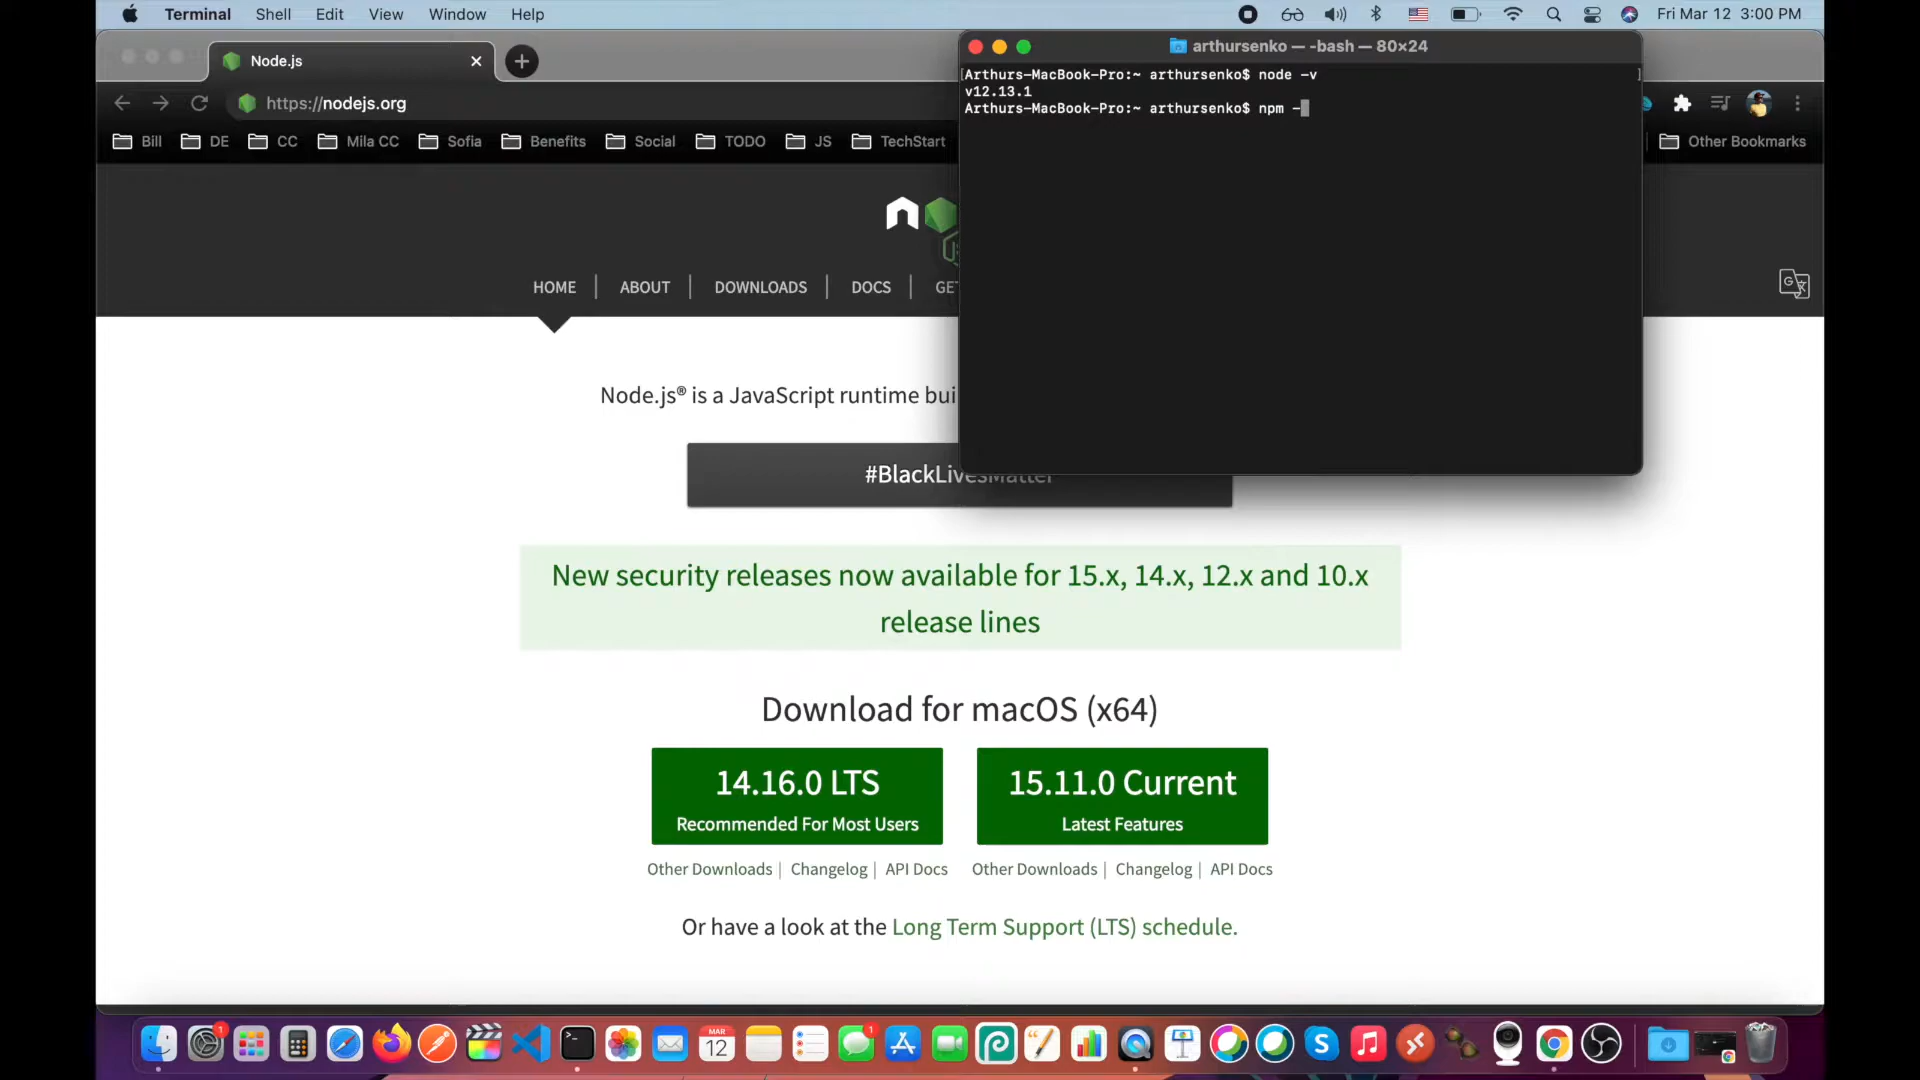 Terminal Shell Edit View Window Help
Fri Mar 12 3:00 PM
Node.js
https://nodejs.org
Bill DE CC Mila CC Sofia Benefits Social TODO JS TechStart
Other Bookmarks
arthursenko — -bash — 80×24
[Arthurs-MacBook-Pro:~ arthursenko$ node -v ]
v12.13.1
Arthurs-MacBook-Pro:~ arthursenko$ npm -
HOME | ABOUT | DOWNLOADS | DOCS | GE
Node.js® is a JavaScript runtime bui
#BlackLivesMatter
New security releases now available for 15.x, 14.x, 12.x and 10.x
release lines
Download for macOS (x64)
14.16.0 LTS
Recommended For Most Users
15.11.0 Current
Latest Features
Other Downloads | Changelog | API Docs
Other Downloads | Changelog | API Docs
Or have a look at the Long Term Support (LTS) schedule.
1
MAR
12
1